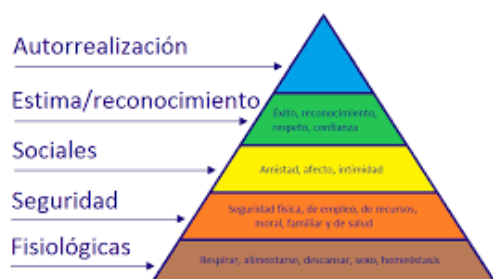 Autorrealización
Estima/reconocimiento
Éxito, reconocimiento,
respeto, confianza
Sociales
Amistad, afecto, intimidad
Seguridad
Seguridad física, de empleo, de recursos,
moral, familiar y de salud
Fisiológicas
Respirar, alimentarse, descansar, sexo, homeóstasis